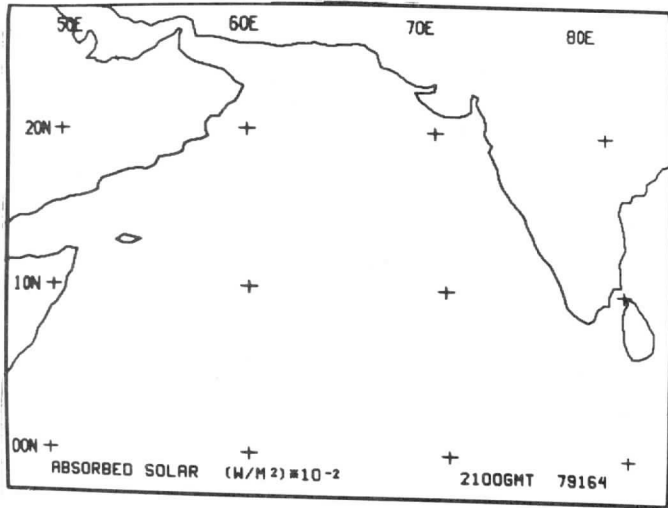 50E 60E 70E 80E
20N
10N
00N
ABSORBED SOLAR (W/M2)*10-2 2100GMT 79164